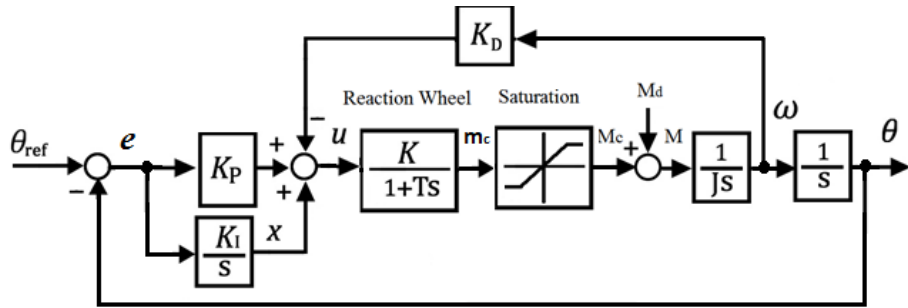 K_D
−
Reaction Wheel
Saturation
M_d
ω
θ_ref
e
+
u
m_c
M_c
+
M
θ
−
K_P
+
+
K
1+Ts
1
Js
1
s
K_I
s
x